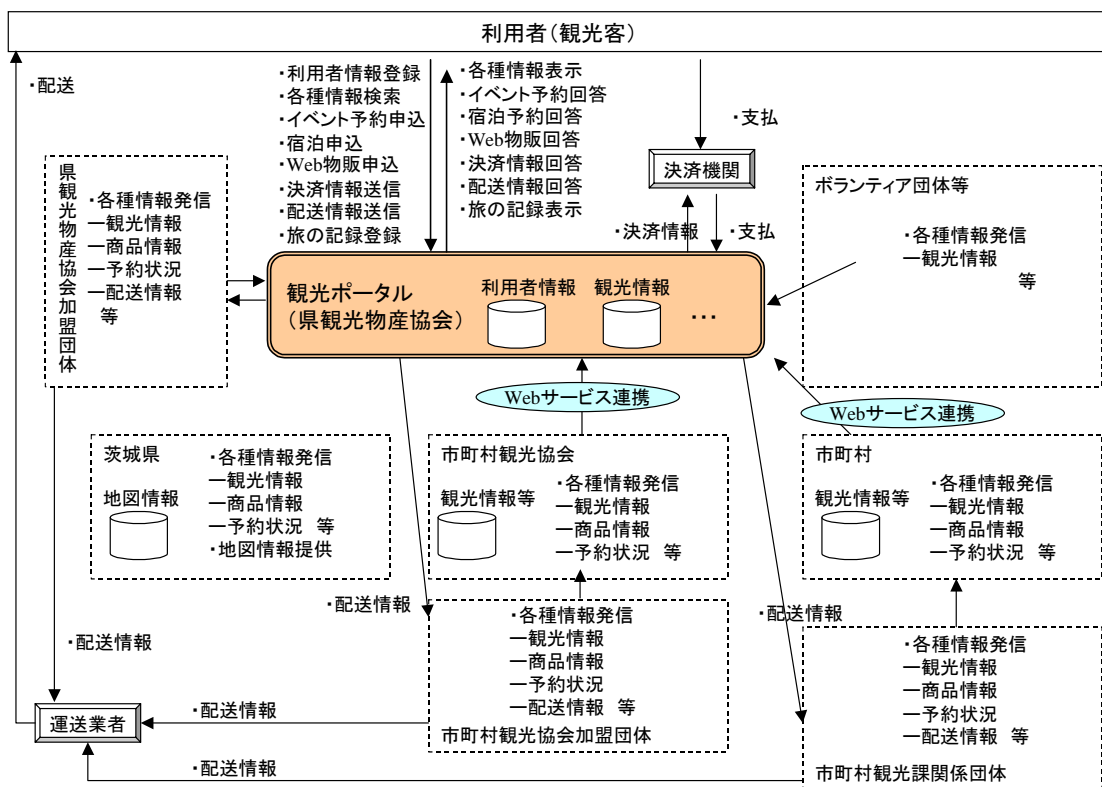 利用者(観光客)
・配送
・利用者情報登録
・各種情報検索
・イベント予約申込
・宿泊申込
・Web物販申込
・決済情報送信
・配送情報送信
・旅の記録登録
・各種情報表示
・イベント予約回答
・宿泊予約回答
・Web物販回答
・決済情報回答
・配送情報回答
・旅の記録表示
・支払
決済機関
・決済情報
・支払
県観光物産協会加盟団体
・各種情報発信
ー観光情報
ー商品情報
ー予約状況
ー配送情報
等
ボランティア団体等
・各種情報発信
ー観光情報
等
観光ポータル
(県観光物産協会)
利用者情報
観光情報
・・・
Webサービス連携
Webサービス連携
茨城県
地図情報
・各種情報発信
ー観光情報
ー商品情報
ー予約状況 等
・地図情報提供
市町村観光協会
観光情報等
・各種情報発信
ー観光情報
ー商品情報
ー予約状況 等
市町村
観光情報等
・各種情報発信
ー観光情報
ー商品情報
ー予約状況 等
・配送情報
・配送情報
・配送情報
・各種情報発信
ー観光情報
ー商品情報
ー予約状況
ー配送情報 等
市町村観光協会加盟団体
・各種情報発信
ー観光情報
ー商品情報
ー予約状況
ー配送情報 等
市町村観光課関係団体
運送業者
・配送情報
・配送情報